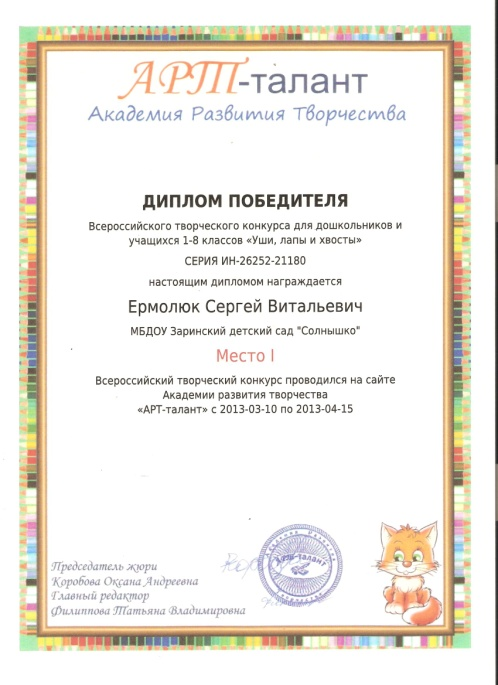 АРТ-талант
Академия Развития Творчества
ДИПЛОМ ПОБЕДИТЕЛЯ
Всероссийского творческого конкурса для дошкольников и
учащихся 1-8 классов «Уши, лапы и хвосты»
СЕРИЯ ИН-26252-21180
настоящим дипломом награждается
Ермолюк Сергей Витальевич
МБДОУ Заринский детский сад "Солнышко"
Место I
Всероссийский творческий конкурс проводился на сайте
Академии развития творчества
«АРТ-талант» с 2013-03-10 по 2013-04-15
Председатель жюри
Коробова Оксана Андреевна
Главный редактор
Филиппова Татьяна Владимировна
АРТ-талант